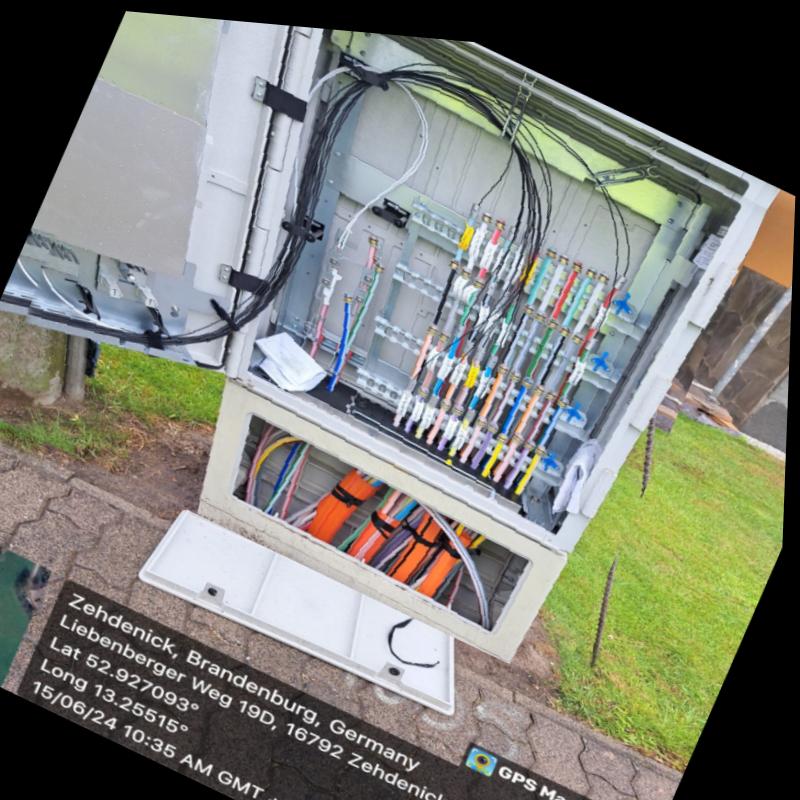 Zehdenick, Brandenburg, Germany
Liebenberger Weg 19D, 16792 Zehdenic
Lat 52.927093°
Long 13.25515°
15/06/24 10:35 AM GMT
GPS Ma